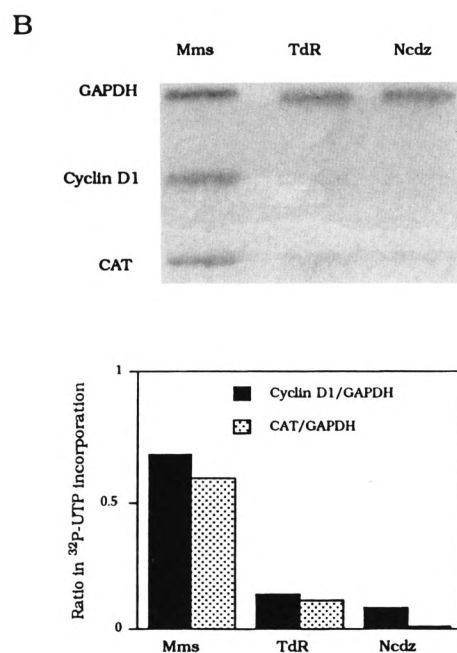 B
Mms TdR Ncdz
GAPDH
Cyclin D1
CAT
1
Cyclin D1/GAPDH
CAT/GAPDH
0.5
Ratio in ³²P-UTP incorporation
0
Mms TdR Ncdz